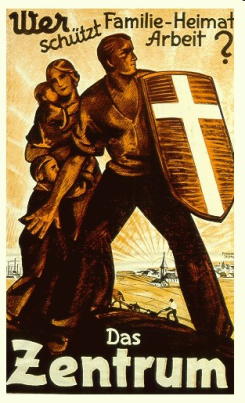 Wer Familie-Heimat
schützt Arbeit ?
Das
Zentrum